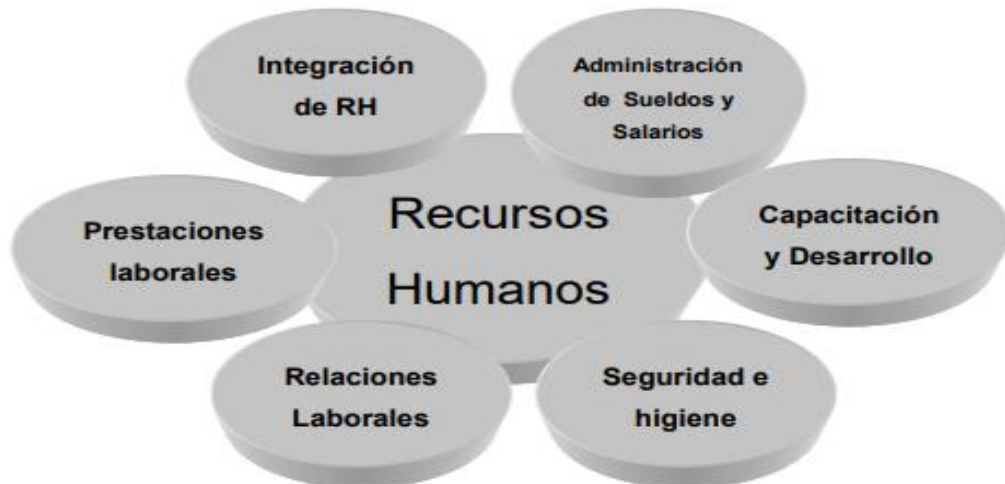 Integración
de RH
Administración
de Sueldos y
Salarios
Prestaciones
laborales
Recursos
Humanos
Capacitación
y Desarrollo
Relaciones
Laborales
Seguridad e
higiene